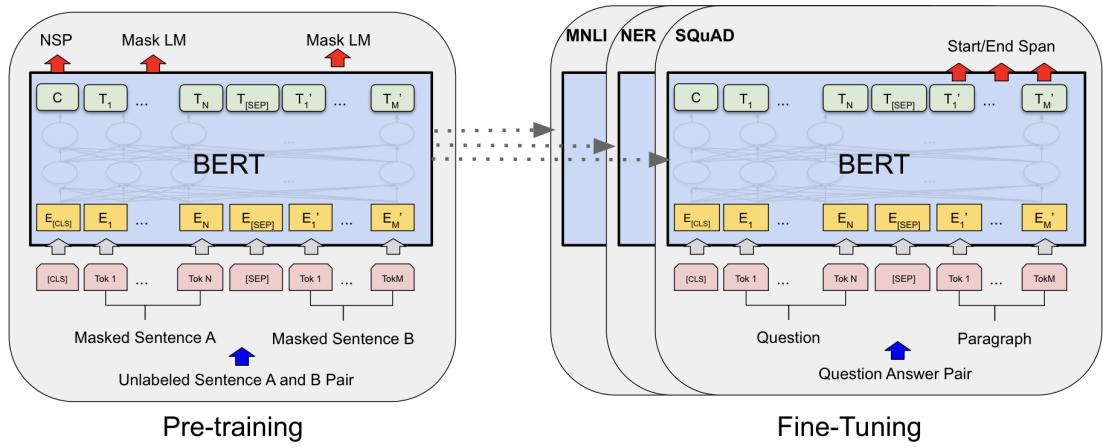 NSP Mask LM Mask LM
C T1 ... TN T[SEP] T1' ... TM'
...
BERT
...
E[CLS] E1 ... EN E[SEP] E1' ... EM'
[CLS] Tok 1 ... Tok N [SEP] Tok 1 ... TokM
Masked Sentence A Masked Sentence B
Unlabeled Sentence A and B Pair
Pre-training
MNLI NER SQuAD
Start/End Span
C T1 ... TN T[SEP] T1' ... TM'
...
BERT
...
E[CLS] E1 ... EN E[SEP] E1' ... EM'
[CLS] Tok 1 ... Tok N [SEP] Tok 1 ... TokM
Question Paragraph
Question Answer Pair
Fine-Tuning